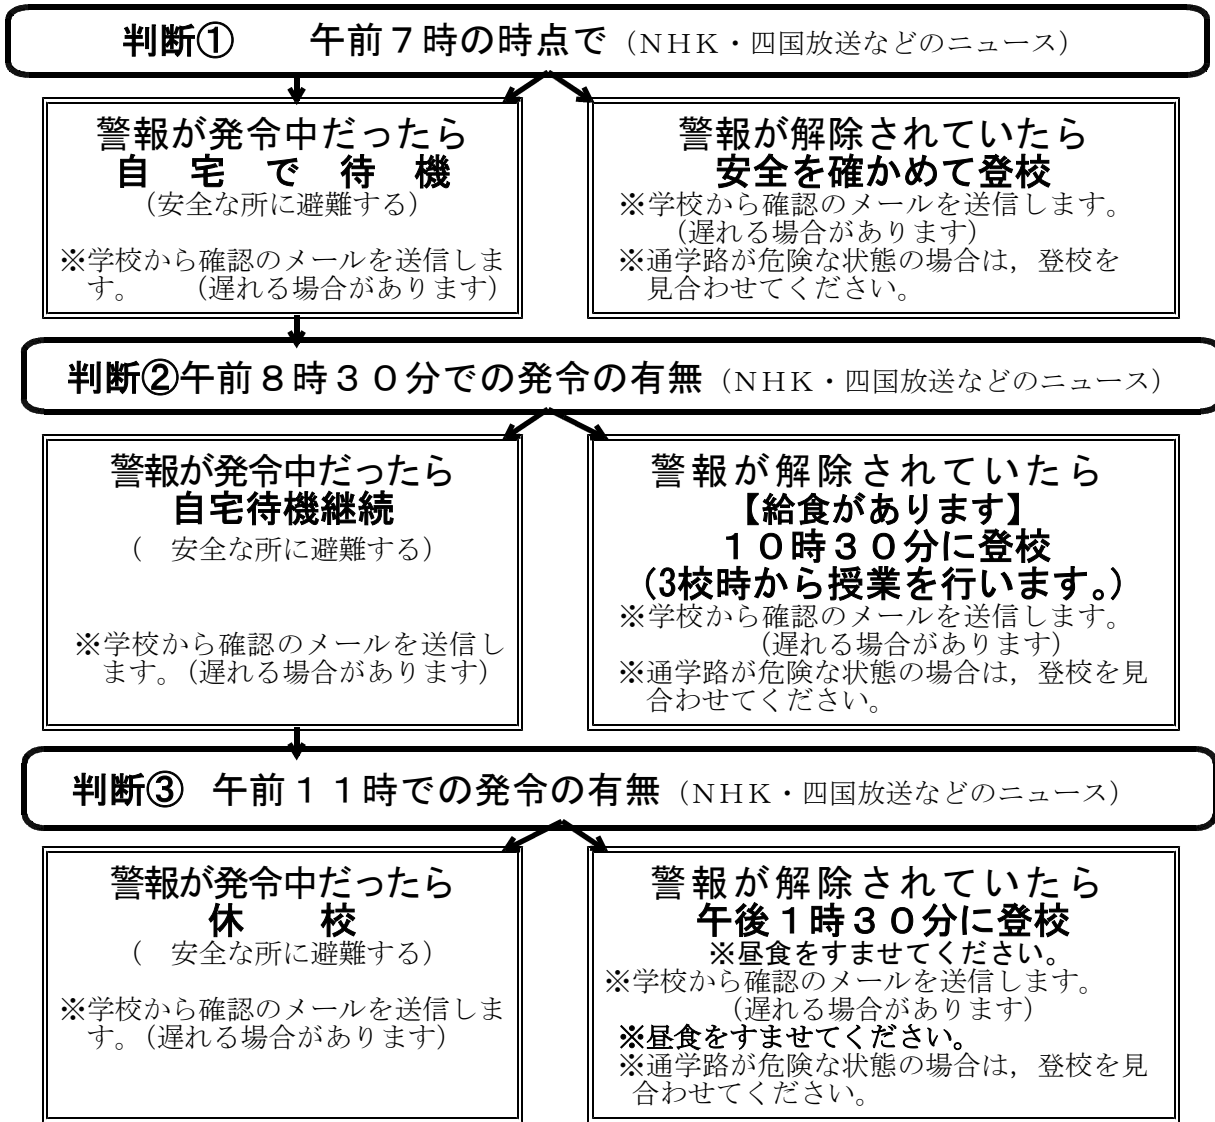 判断① 午前７時の時点で（ＮＨＫ・四国放送などのニュース）
警報が発令中だったら
自 宅 で 待 機
（安全な所に避難する）
※学校から確認のメールを送信しま
す。 （遅れる場合があります）
警報が解除されていたら
安全を確かめて登校
※学校から確認のメールを送信します。
（遅れる場合があります）
※通学路が危険な状態の場合は，登校を
見合わせてください。
判断②午前８時３０分での発令の有無（ＮＨＫ・四国放送などのニュース）
警報が発令中だったら
自宅待機継続
（ 安全な所に避難する）
※学校から確認のメールを送信し
ます。（遅れる場合があります）
警報が解除されていたら
【給食があります】
１０時３０分に登校
（3校時から授業を行います。）
※学校から確認のメールを送信します。
（遅れる場合があります）
※通学路が危険な状態の場合は，登校を見
合わせてください。
判断③ 午前１１時での発令の有無（ＮＨＫ・四国放送などのニュース）
警報が発令中だったら
休 校
（ 安全な所に避難する）
※学校から確認のメールを送信しま
す。（遅れる場合があります）
警報が解除されていたら
午後１時３０分に登校
※昼食をすませてください。
※学校から確認のメールを送信します。
（遅れる場合があります）
※昼食をすませてください。
※通学路が危険な状態の場合は，登校を見
合わせてください。